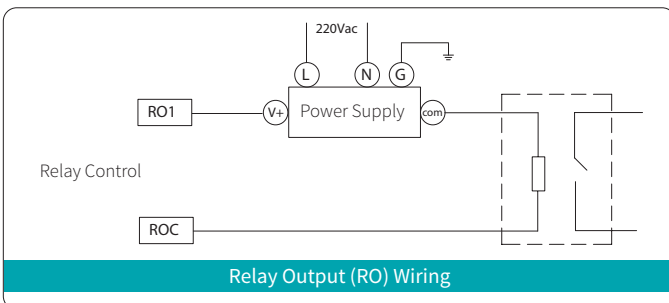 220Vac
L
N
G
RO1
V+
Power Supply
com
Relay Control
ROC
Relay Output (RO) Wiring